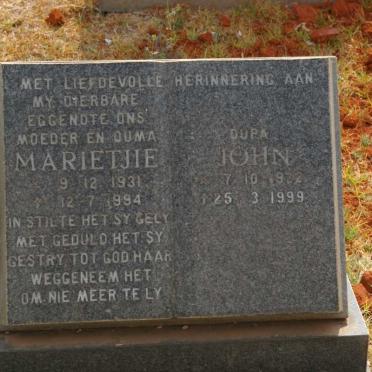 MET LIEFDEVOLLE HERINNERING AAN
MY DIERBARE
EGGENOTE ONS
MOEDER EN OUMA
MARIETJIE
9 12 1931
12 7 1994
IN STILTE HET SY GELY
MET GEDULD HET SY
GESTRY TOT GOD HAAR
WEGGENEEM HET
OM NIE MEER TE LY
OUPA
JOHN
7 10 1922
25 3 1999